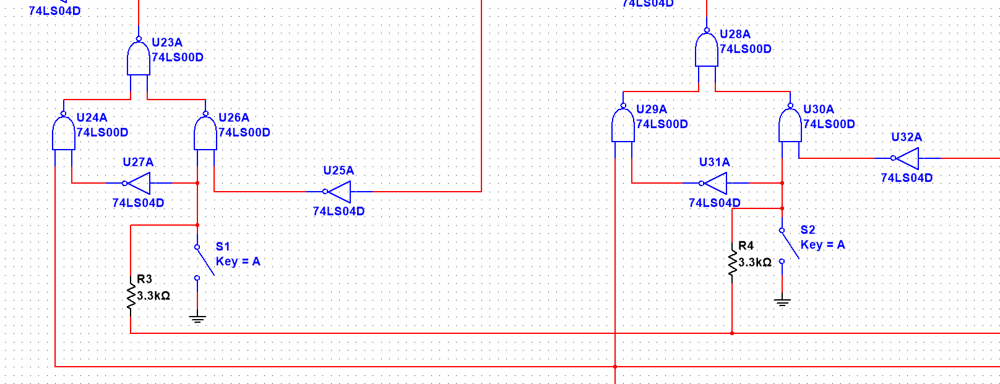 74LS04D
74LS04D
U23A
74LS00D
U28A
74LS00D
U24A
74LS00D
U26A
74LS00D
U29A
74LS00D
U30A
74LS00D
U32A
74LS04D
U27A
74LS04D
U25A
74LS04D
U31A
74LS04D
S1
Key = A
S2
Key = A
R3
3.3kΩ
R4
3.3kΩ